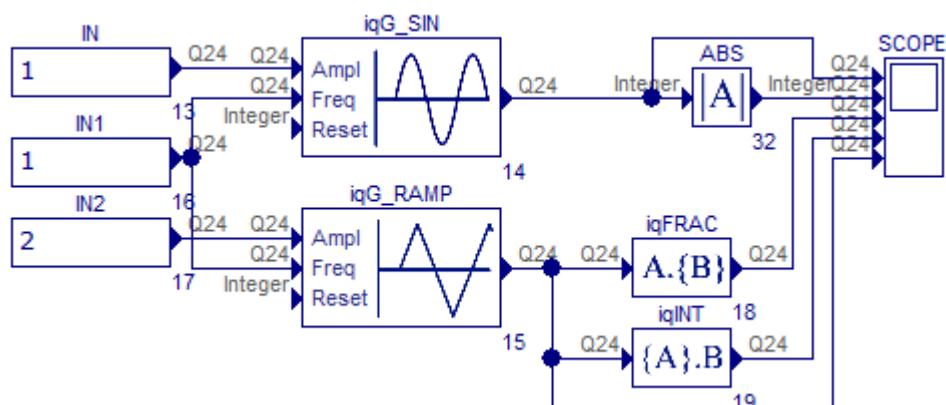 IN
1
Q24
13
IN1
1
Q24
16
IN2
2
Q24
17
iqG_SIN
Q24
Ampl
Q24
Freq
Integer
Reset
Q24
14
iqG_RAMP
Q24
Ampl
Q24
Freq
Integer
Reset
Q24
15
ABS
Integer
|A|
Integer
32
iqFRAC
Q24
A.{B}
Q24
18
iqINT
Q24
{A}.B
Q24
19
SCOPE
Q24
Q24
Q24
Q24
Q24